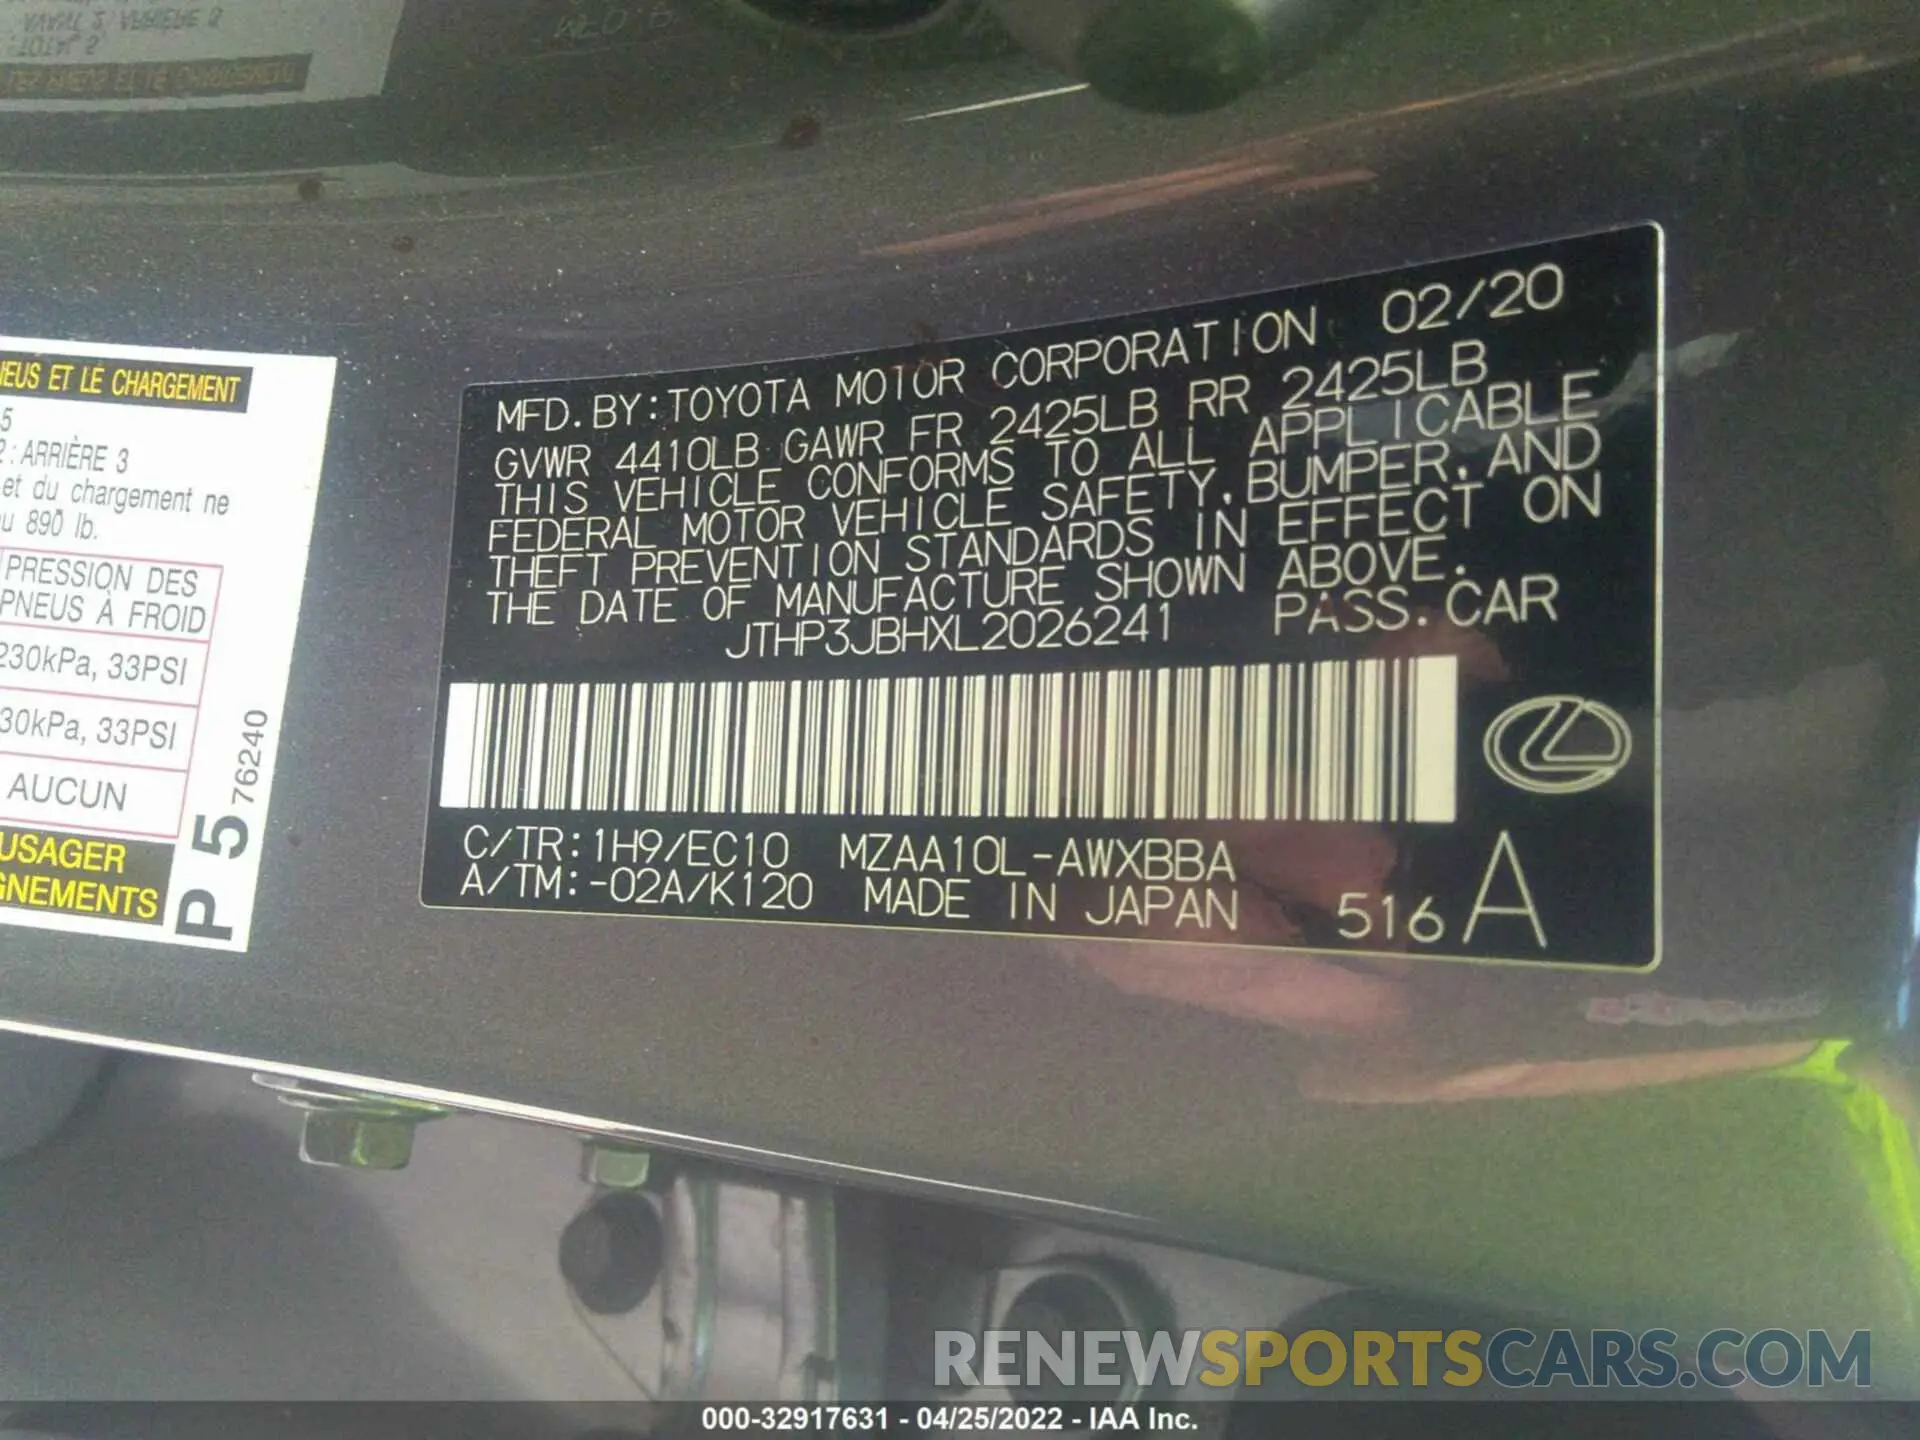 NEUS ET LE CHARGEMENT
5
2 : ARRIÈRE 3
et du chargement ne
u 890 lb.
PRESSION DES
PNEUS À FROID
230kPa, 33PSI
30kPa, 33PSI
AUCUN
USAGER
GNEMENTS
P 5 76240
MFD. BY: TOYOTA MOTOR CORPORATION 02/20
GVWR 4410LB GAWR FR 2425LB RR 2425LB
THIS VEHICLE CONFORMS TO ALL APPLICABLE
FEDERAL MOTOR VEHICLE SAFETY, BUMPER, AND
THEFT PREVENTION STANDARDS IN EFFECT ON
THE DATE OF MANUFACTURE SHOWN ABOVE.
JTHP3JBHXL2026241 PASS. CAR
C/TR: 1H9/EC10 MZAA10L-AWXBBA
A/TM: -02A/K120 MADE IN JAPAN 516 A
RENEWSPORTSCARS.COM
000-32917631 - 04/25/2022 - IAA Inc.